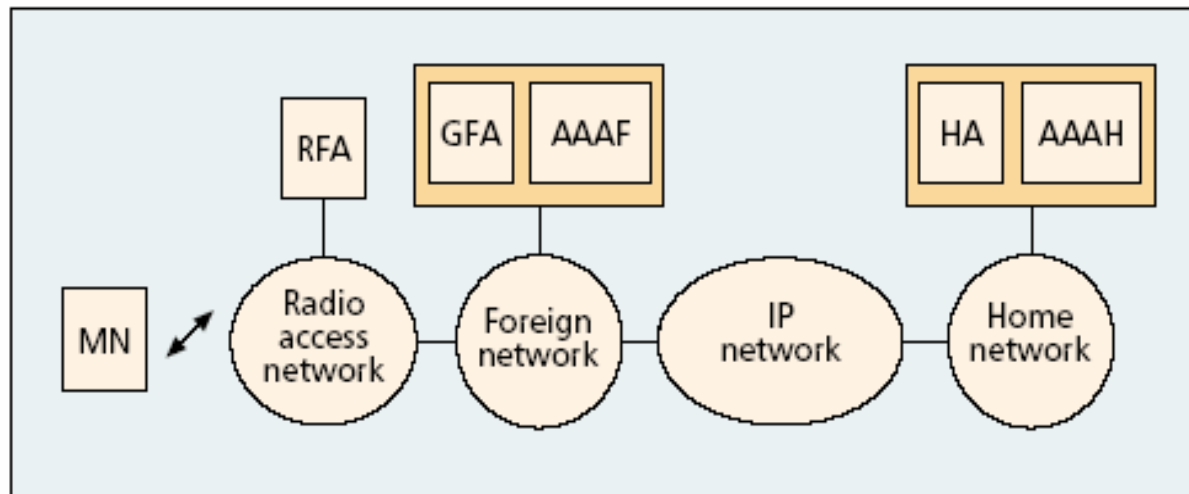 RFA
GFA
AAAF
HA
AAAH
MN
Radio
access
network
Foreign
network
IP
network
Home
network